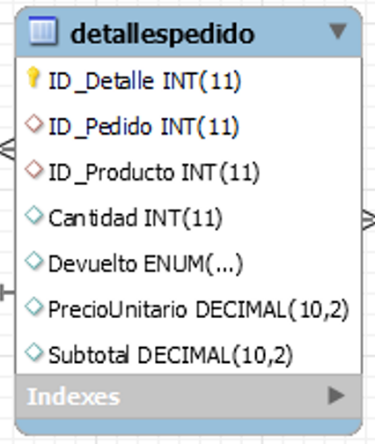 detallespedido
ID_Detalle INT(11)
ID_Pedido INT(11)
ID_Producto INT(11)
Cantidad INT(11)
Devuelto ENUM(...)
PrecioUnitario DECIMAL(10,2)
Subtotal DECIMAL(10,2)
Indexes